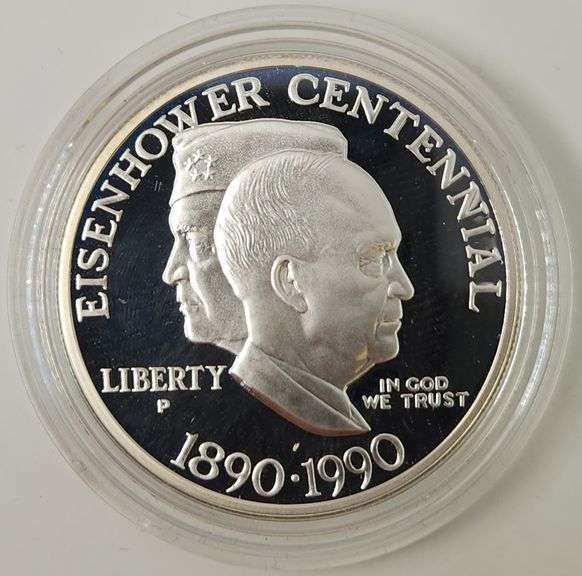 EISENHOWER CENTENNIAL
LIBERTY
P
IN GOD
WE TRUST
1890·1990